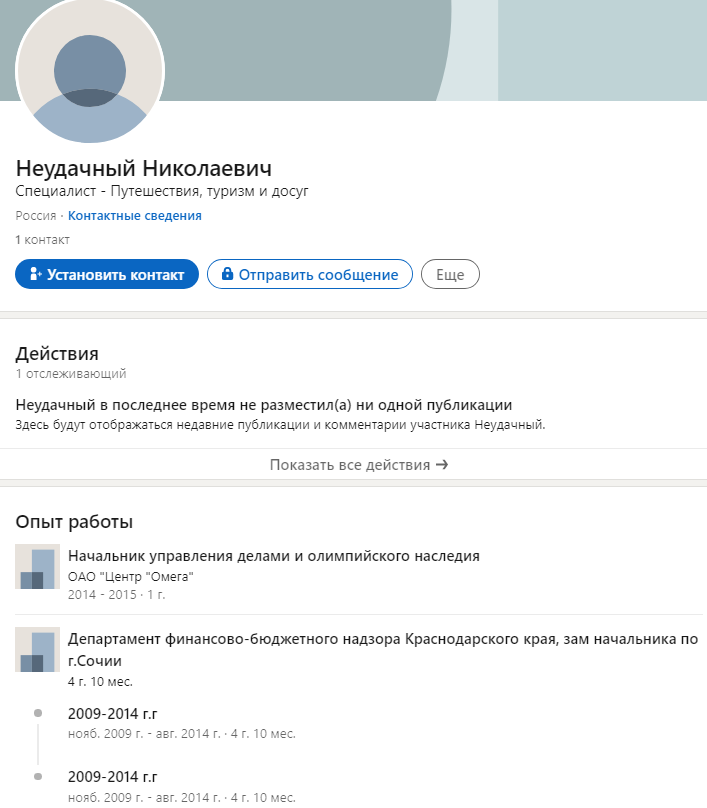 Неудачный Николаевич
Специалист - Путешествия, туризм и досуг
Россия · Контактные сведения
1 контакт
Установить контакт
Отправить сообщение
Еще
Действия
1 отслеживающий
Неудачный в последнее время не разместил(а) ни одной публикации
Здесь будут отображаться недавние публикации и комментарии участника Неудачный.
Показать все действия →
Опыт работы
Начальник управления делами и олимпийского наследия
ОАО "Центр "Омега"
2014 - 2015 · 1 г.
Департамент финансово-бюджетного надзора Краснодарского края, зам начальника по
г.Сочии
4 г. 10 мес.
2009-2014 г.г
нояб. 2009 г. - авг. 2014 г. · 4 г. 10 мес.
2009-2014 г.г
нояб. 2009 г. - авг. 2014 г. · 4 г. 10 мес.